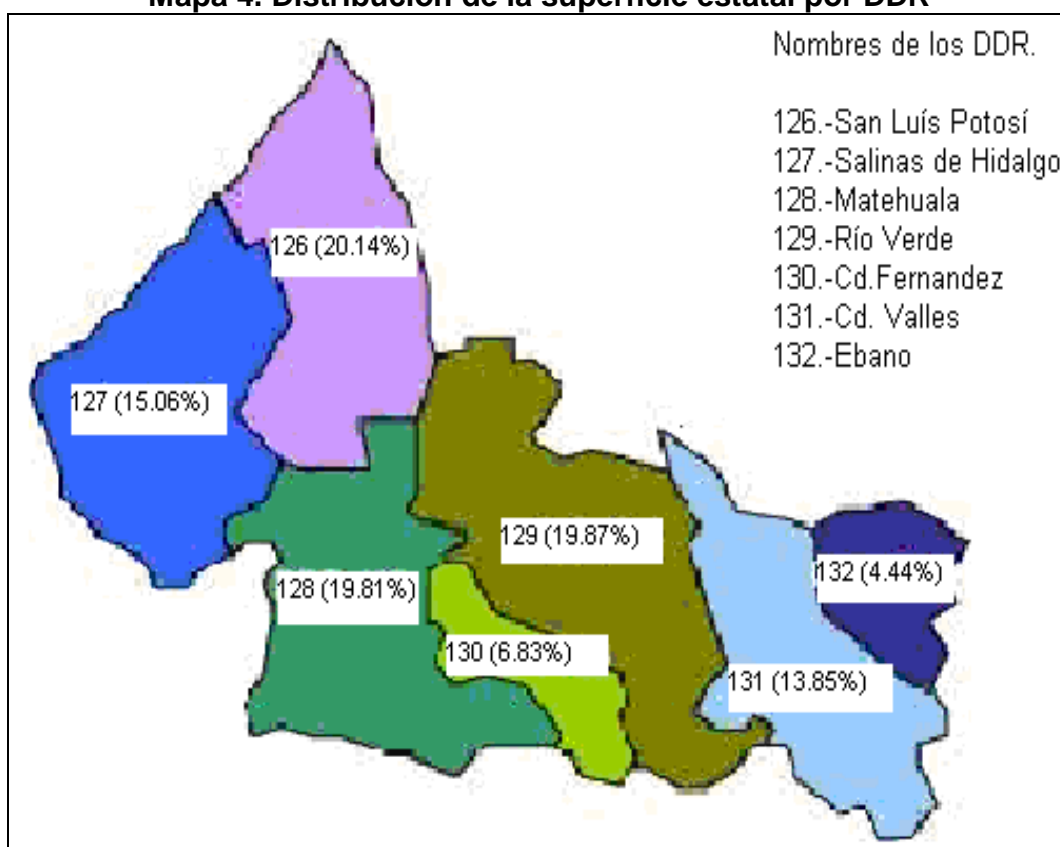 Mapa 4. Distribución de la superficie estatal por DDR
Nombres de los DDR.
126.-San Luís Potosí
127.-Salinas de Hidalgo
128.-Matehuala
129.-Río Verde
130.-Cd.Fernandez
131.-Cd. Valles
132.-Ebano
126 (20.14%)
127 (15.06%)
129 (19.87%)
132 (4.44%)
128 (19.81%)
130 (6.83%)
131 (13.85%)